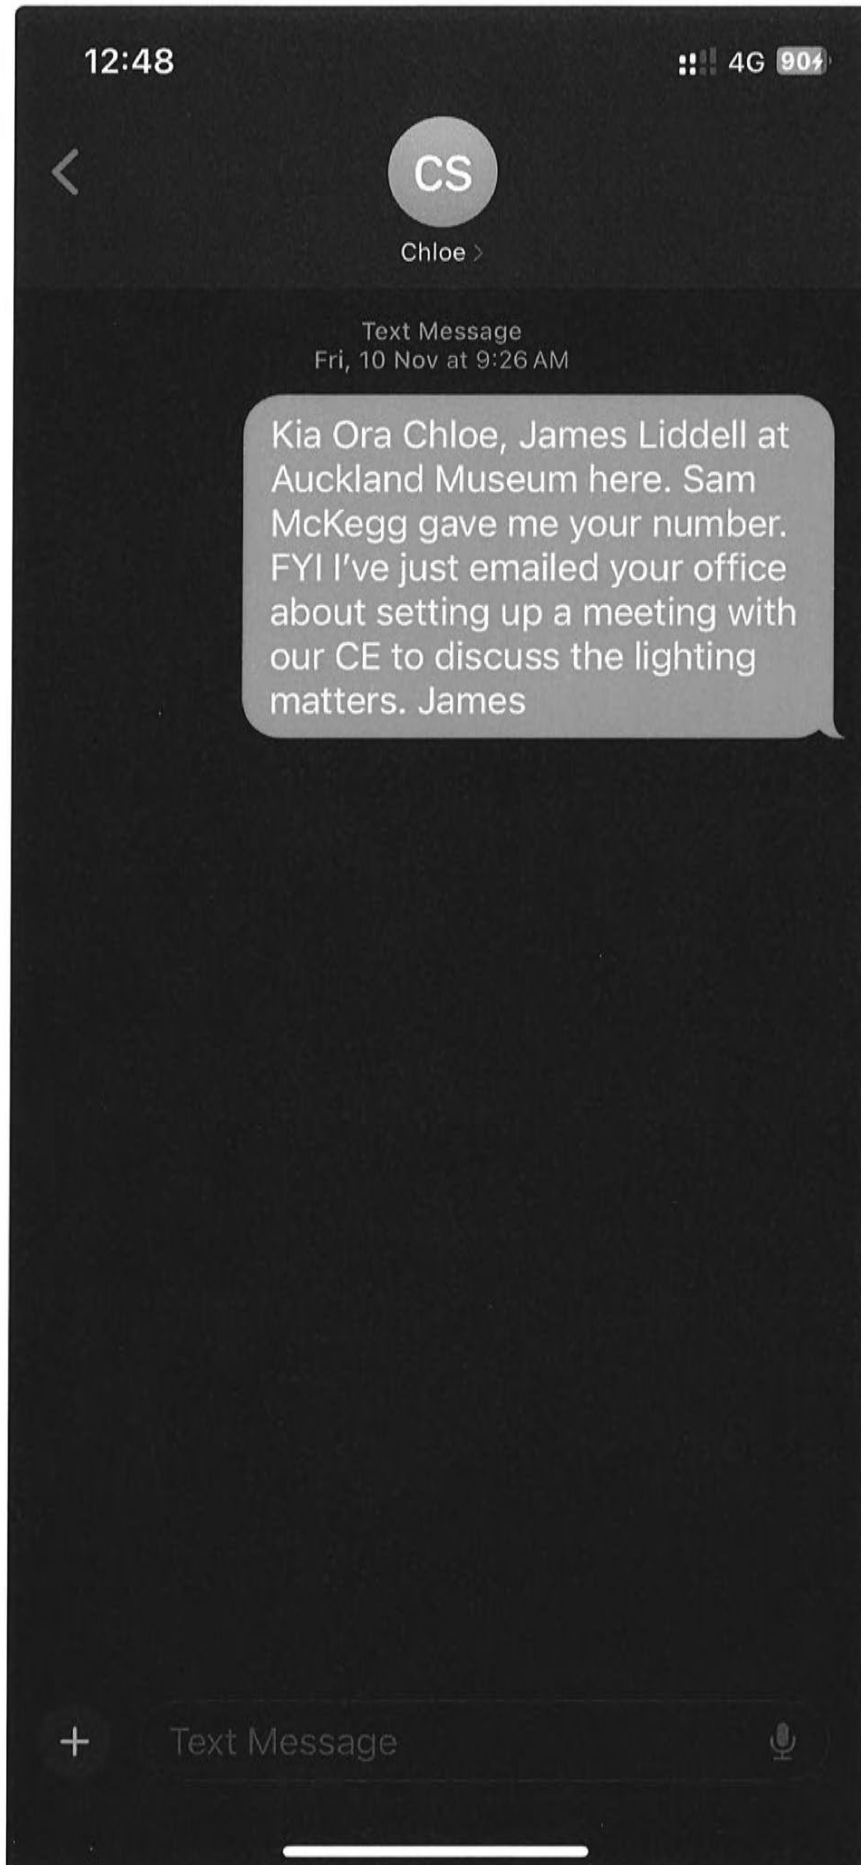 12:48
4G 90
CS
Chloe >
Text Message
Fri, 10 Nov at 9:26 AM
Kia Ora Chloe, James Liddell at
Auckland Museum here. Sam
McKegg gave me your number.
FYI I've just emailed your office
about setting up a meeting with
our CE to discuss the lighting
matters. James
Text Message